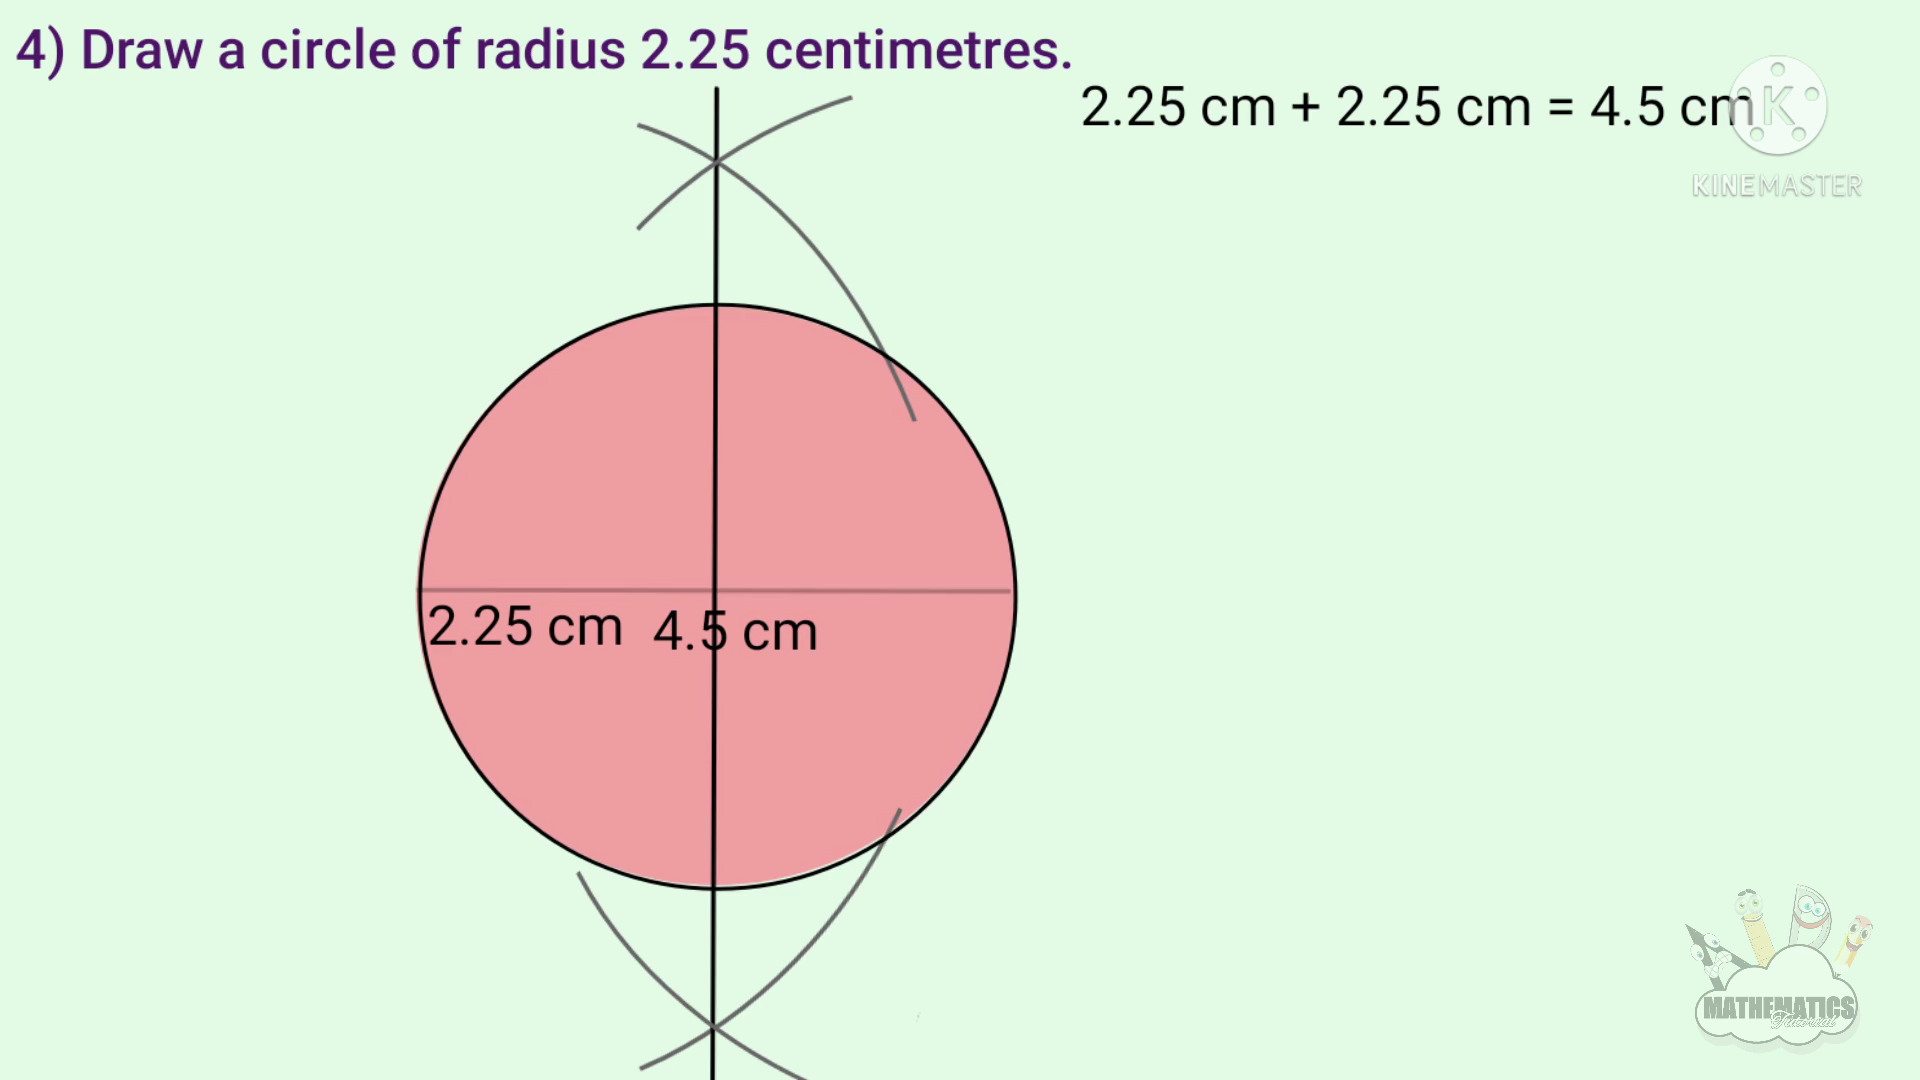 4) Draw a circle of radius 2.25 centimetres.
2.25 cm + 2.25 cm = 4.5 cm
K
KINEMASTER
2.25 cm 4.5 cm
MATHEMATICS
Tutorial